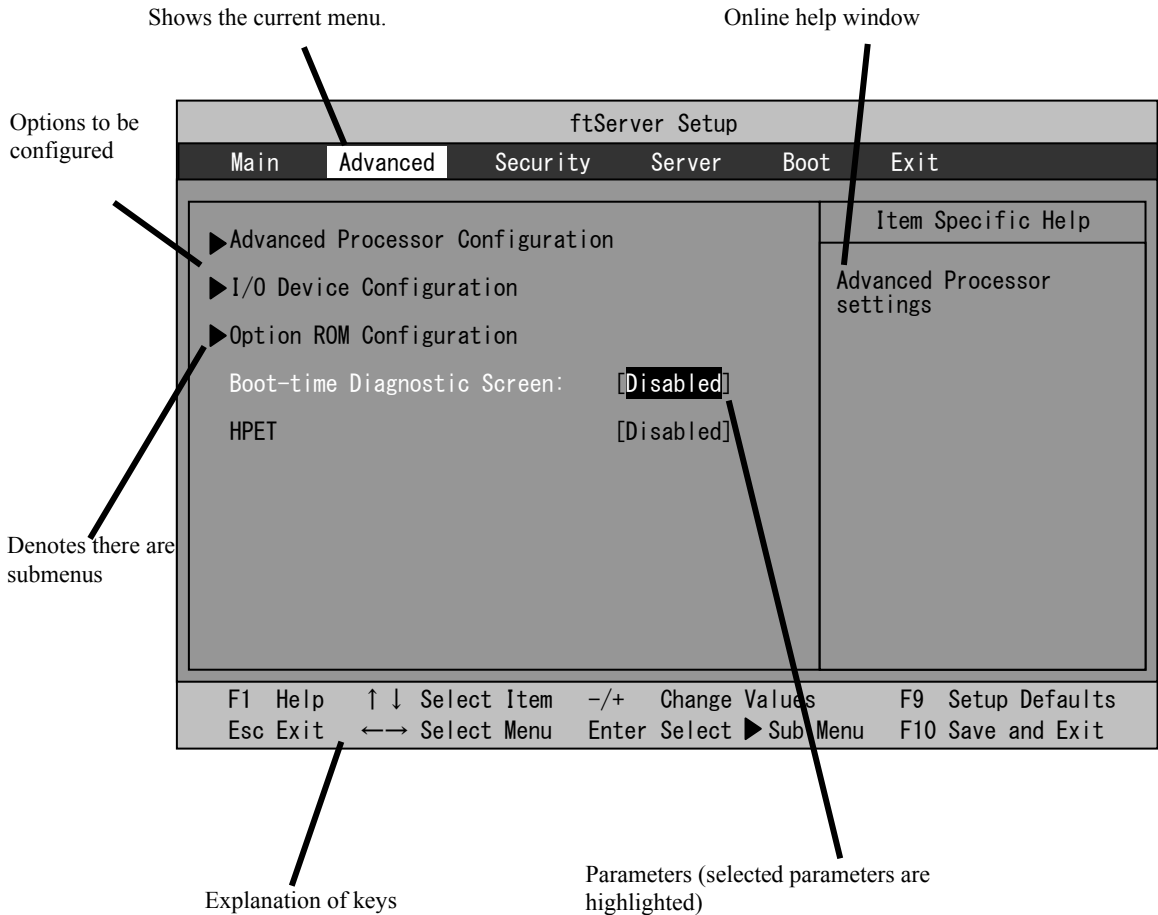 Shows the current menu.
Online help window
Options to be
configured
ftServer Setup
Main Advanced Security Server Boot Exit
Item Specific Help
▶Advanced Processor Configuration
Advanced Processor
settings
▶I/O Device Configuration
▶Option ROM Configuration
Boot-time Diagnostic Screen: [Disabled]
HPET [Disabled]
Denotes there are
submenus
F1 Help ↑↓ Select Item -/+ Change Values F9 Setup Defaults
Esc Exit ←→ Select Menu Enter Select ▶Sub Menu F10 Save and Exit
Explanation of keys
Parameters (selected parameters are
highlighted)